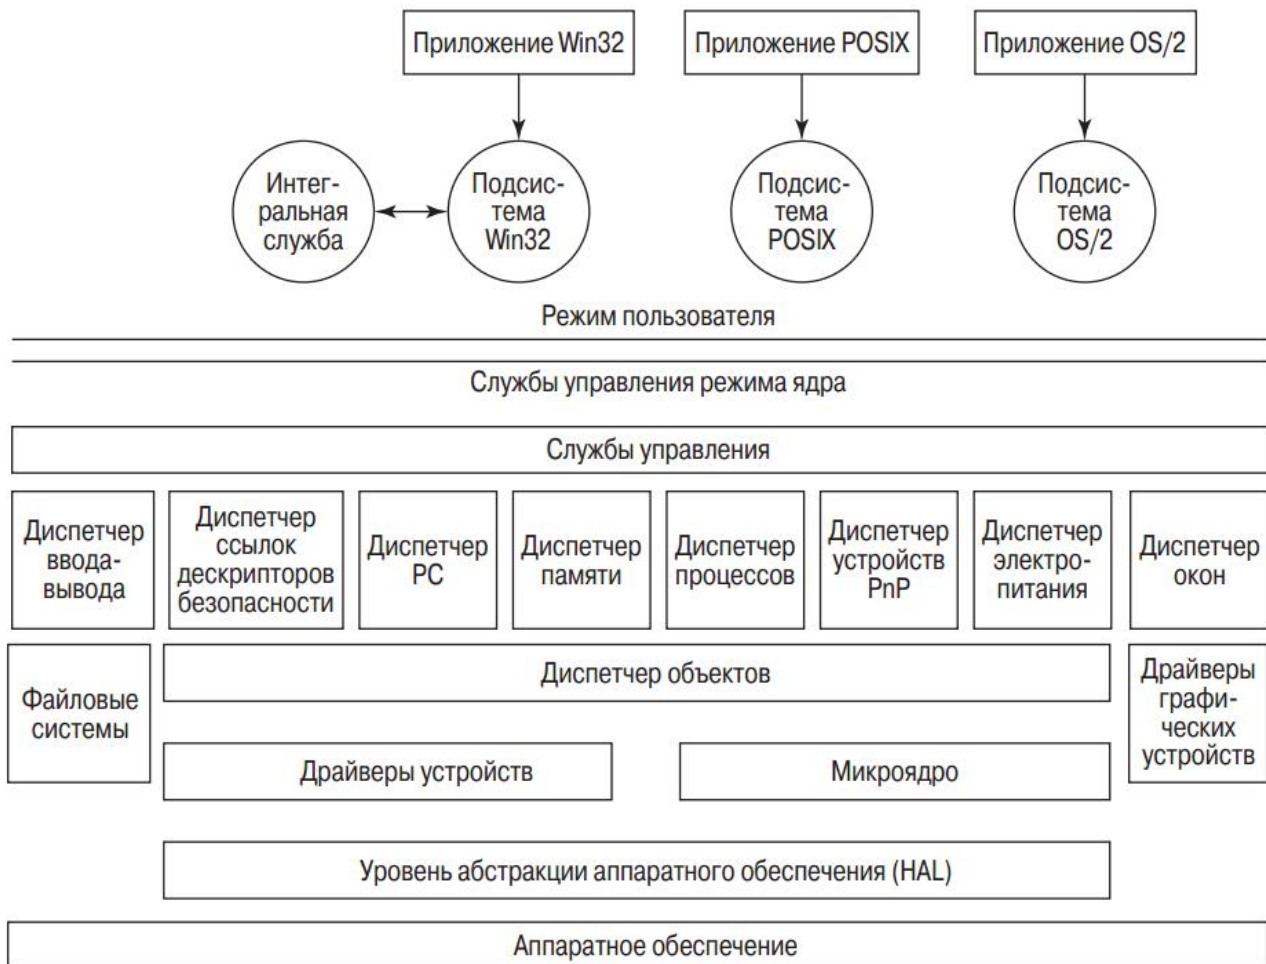 Приложение Win32
Приложение POSIX
Приложение OS/2
Интег-
ральная
служба
Подсис-
тема
Win32
Подсис-
тема
POSIX
Подсис-
тема
OS/2
Режим пользователя
Службы управления режима ядра
Службы управления
Диспетчер
ввода-
вывода
Диспетчер
ссылок
дескрипторов
безопасности
Диспетчер
PC
Диспетчер
памяти
Диспетчер
процессов
Диспетчер
устройств
PnP
Диспетчер
электро-
питания
Диспетчер
окон
Файловые
системы
Диспетчер объектов
Драйверы
графи-
ческих
устройств
Драйверы устройств
Микроядро
Уровень абстракции аппаратного обеспечения (HAL)
Аппаратное обеспечение